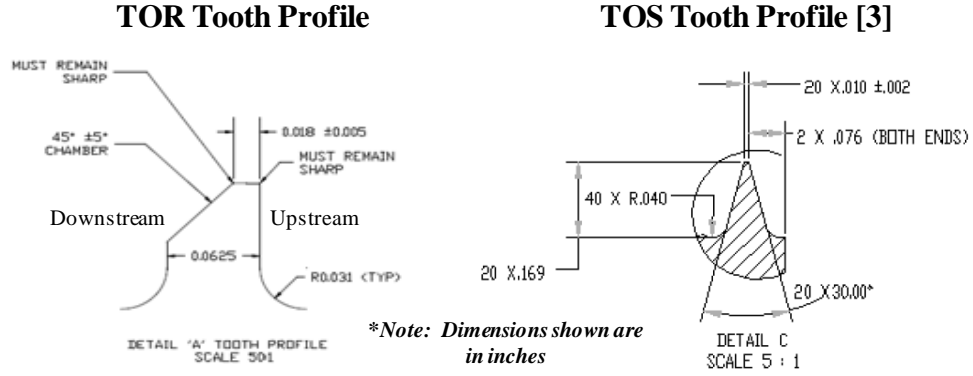 TOR Tooth Profile
TOS Tooth Profile [3]
MUST REMAIN
SHARP
45° ±5°
CHAMBER
0.018 ±0.005
MUST REMAIN
SHARP
Downstream
Upstream
0.0625
R0.031 (TYP)
DETAIL 'A' TOOTH PROFILE
SCALE 50:1
20 X.010 ±.002
2 X .076 (BOTH ENDS)
40 X R.040
20 X.169
20 X30.00°
DETAIL C
SCALE 5 : 1
*Note: Dimensions shown are
in inches